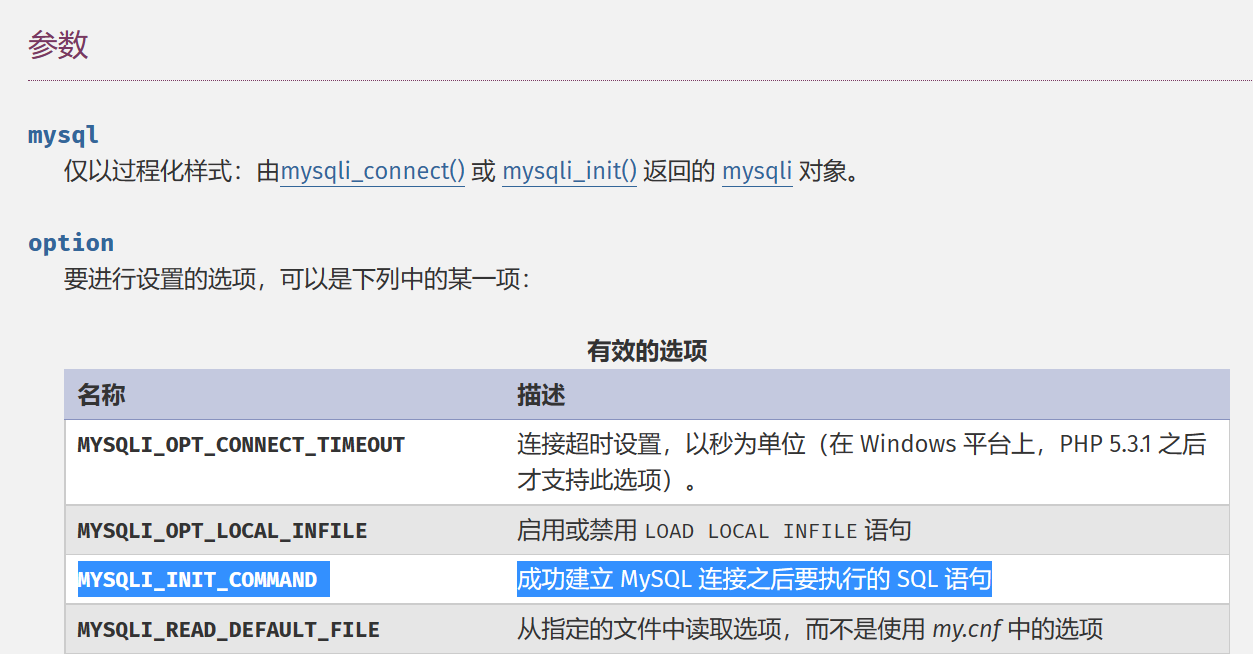 参数
mysql
仅以过程化样式：由mysqli_connect() 或 mysqli_init() 返回的 mysqli 对象。
option
要进行设置的选项，可以是下列中的某一项：
有效的选项
名称 描述
MYSQLI_OPT_CONNECT_TIMEOUT 连接超时设置，以秒为单位（在 Windows 平台上，PHP 5.3.1 之后
才支持此选项）。
MYSQLI_OPT_LOCAL_INFILE 启用或禁用 LOAD LOCAL INFILE 语句
MYSQLI_INIT_COMMAND 成功建立 MySQL 连接之后要执行的 SQL 语句
MYSQLI_READ_DEFAULT_FILE 从指定的文件中读取选项，而不是使用 my.cnf 中的选项